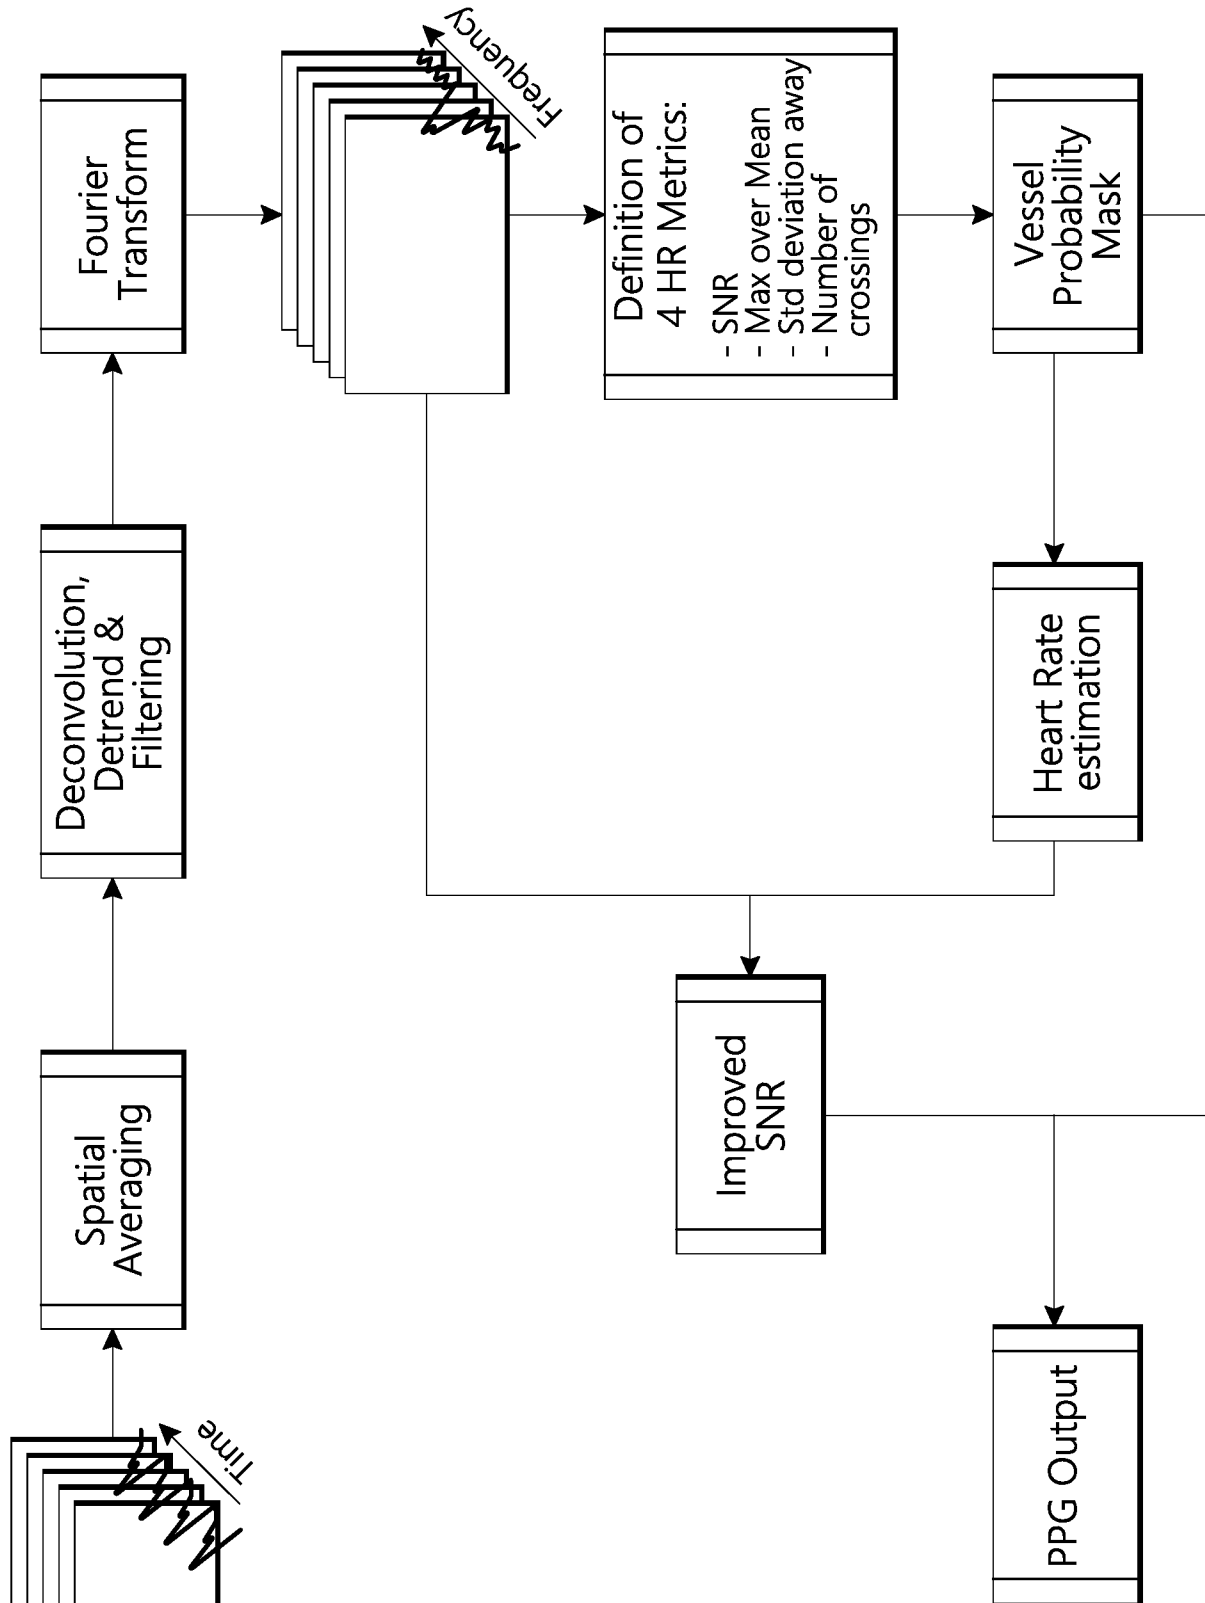 Time
Spatial
Averaging
Deconvolution,
Detrend &
Filtering
Fourier
Transform
Frequency
Definition of
4 HR Metrics:
- SNR
- Max over Mean
- Std deviation away
- Number of
crossings
Vessel
Probability
Mask
Heart Rate
estimation
Improved
SNR
PPG Output